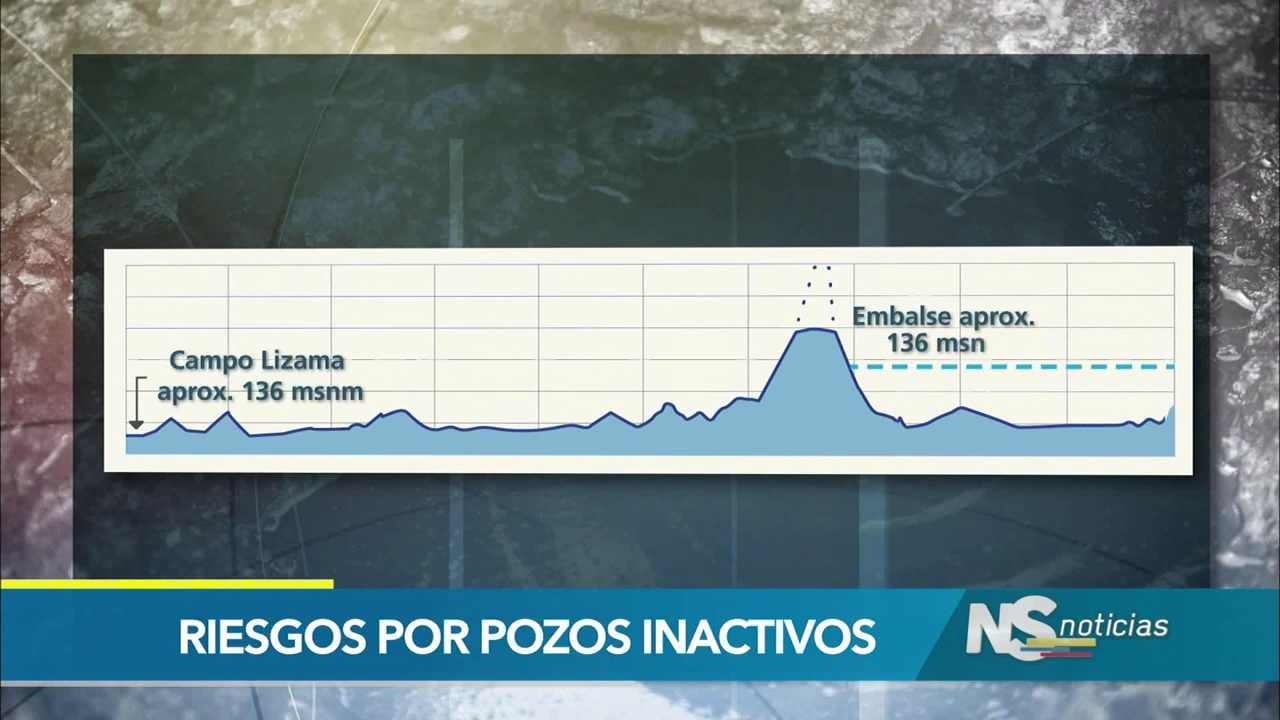 Campo Lizama
aprox. 136 msnm
Embalse aprox.
136 msn
RIESGOS POR POZOS INACTIVOS
NS noticias